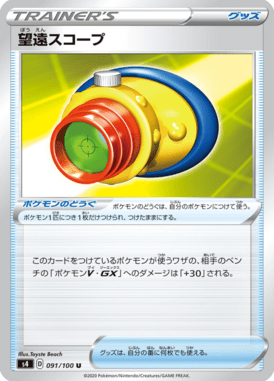 TRAINER'S
グッズ
ぼうえん
望遠スコープ
ポケモンのどうぐ
ポケモンのどうぐは、自分のポケモンにつけて使う。
ポケモン1匹につき1枚だけつけられ、つけたままにする。
このカードをつけているポケモンが使うワザの、相手のベンチの「ポケモンV・GX」へのダメージは「+30」される。
グッズは、自分の番に何枚でも使える。
Illus.Toyste Beach
S4 D 091/100 U
©2020 Pokémon/Nintendo/Creatures/GAME FREAK.